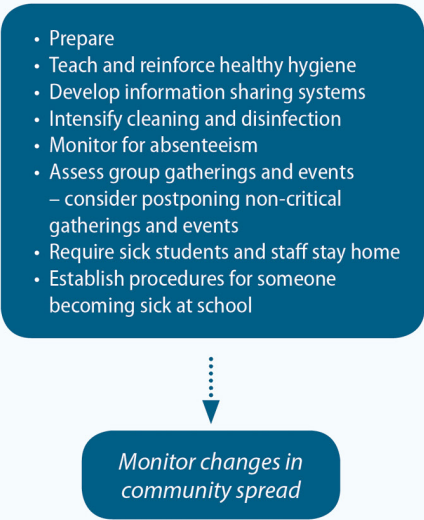 • Prepare
• Teach and reinforce healthy hygiene
• Develop information sharing systems
• Intensify cleaning and disinfection
• Monitor for absenteeism
• Assess group gatherings and events
– consider postponing non-critical
gatherings and events
• Require sick students and staff stay home
• Establish procedures for someone
becoming sick at school
Monitor changes in
community spread